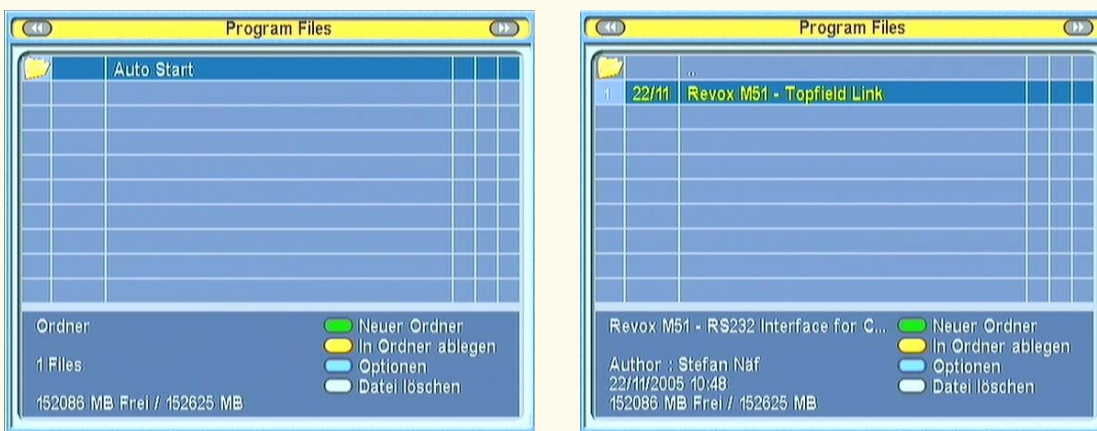 Program Files
Auto Start
Ordner
1 Files
152086 MB Frei / 152625 MB
Neuer Ordner
In Ordner ablegen
Optionen
Datei löschen
Program Files
..
1 22/11 Revox M51 - Topfield Link
Revox M51 - RS232 Interface for C...
Author : Stefan Näf
22/11/2005 10:48
152086 MB Frei / 152625 MB
Neuer Ordner
In Ordner ablegen
Optionen
Datei löschen